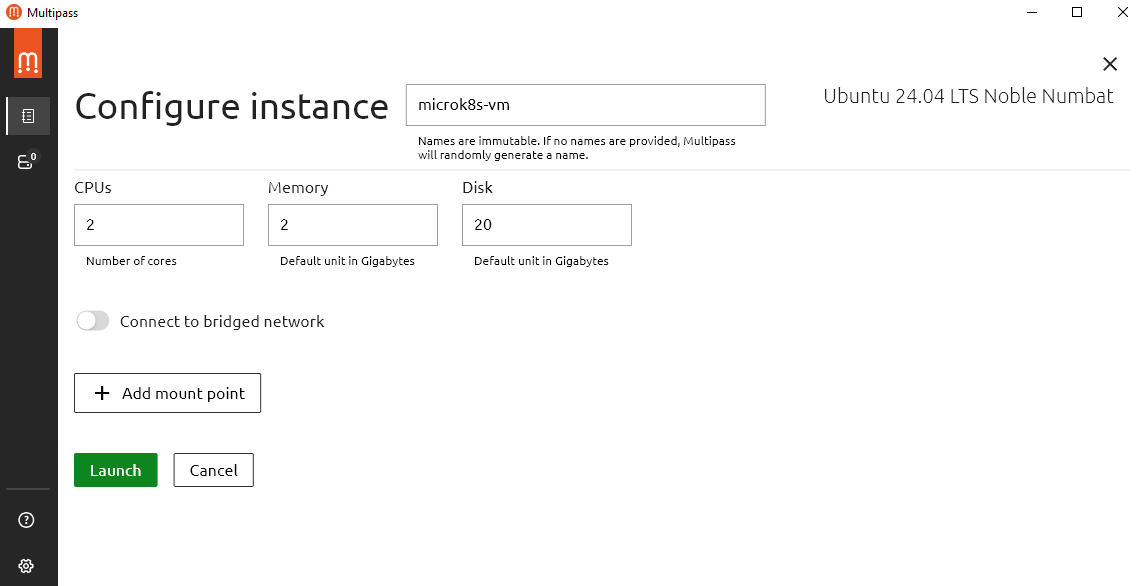 Multipass
0
Configure instance
microk8s-vm
Ubuntu 24.04 LTS Noble Numbat
Names are immutable. If no names are provided, Multipass
will randomly generate a name.
CPUs
Memory
Disk
2
2
20
Number of cores
Default unit in Gigabytes
Default unit in Gigabytes
Connect to bridged network
+ Add mount point
Launch
Cancel